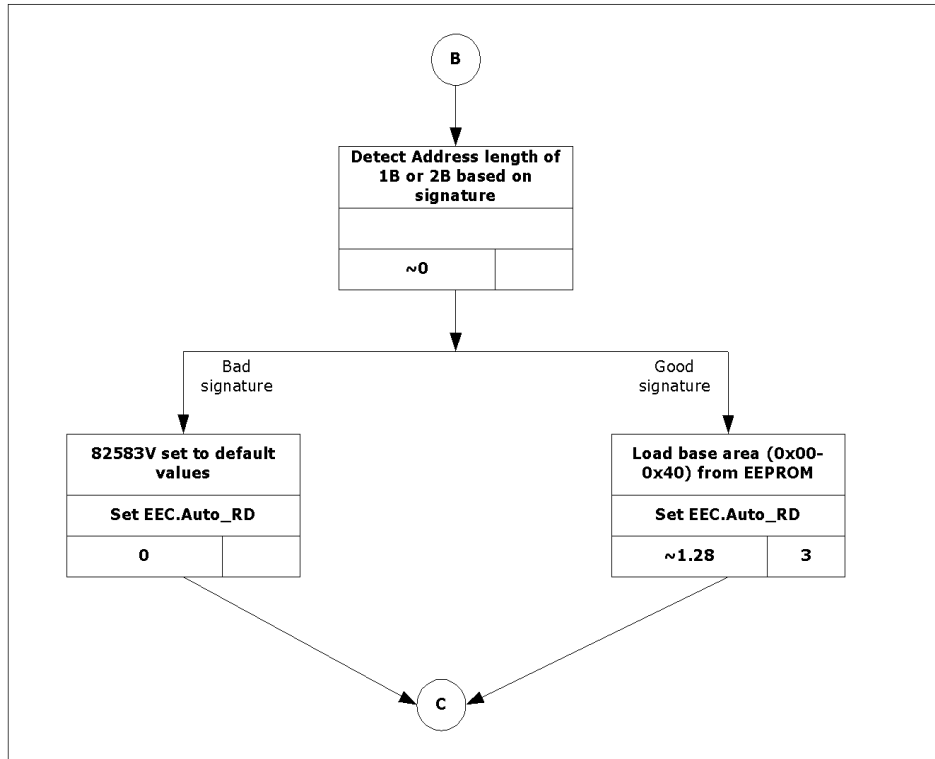 B
Detect Address length of
1B or 2B based on
signature
~0
Bad
signature
Good
signature
82583V set to default
values
Set EEC.Auto_RD
0
Load base area (0x00-
0x40) from EEPROM
Set EEC.Auto_RD
~1.28 3
C